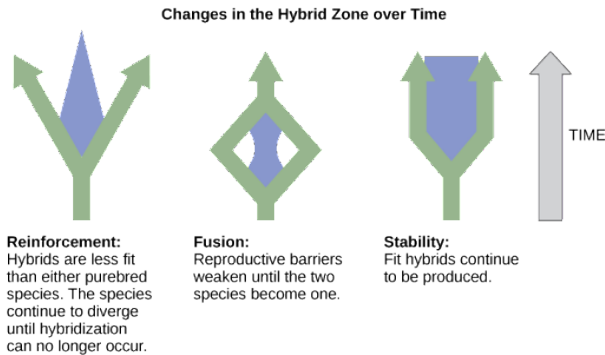 Changes in the Hybrid Zone over Time
TIME
Reinforcement:
Hybrids are less fit
than either purebred
species. The species
continue to diverge
until hybridization
can no longer occur.
Fusion:
Reproductive barriers
weaken until the two
species become one.
Stability:
Fit hybrids continue
to be produced.